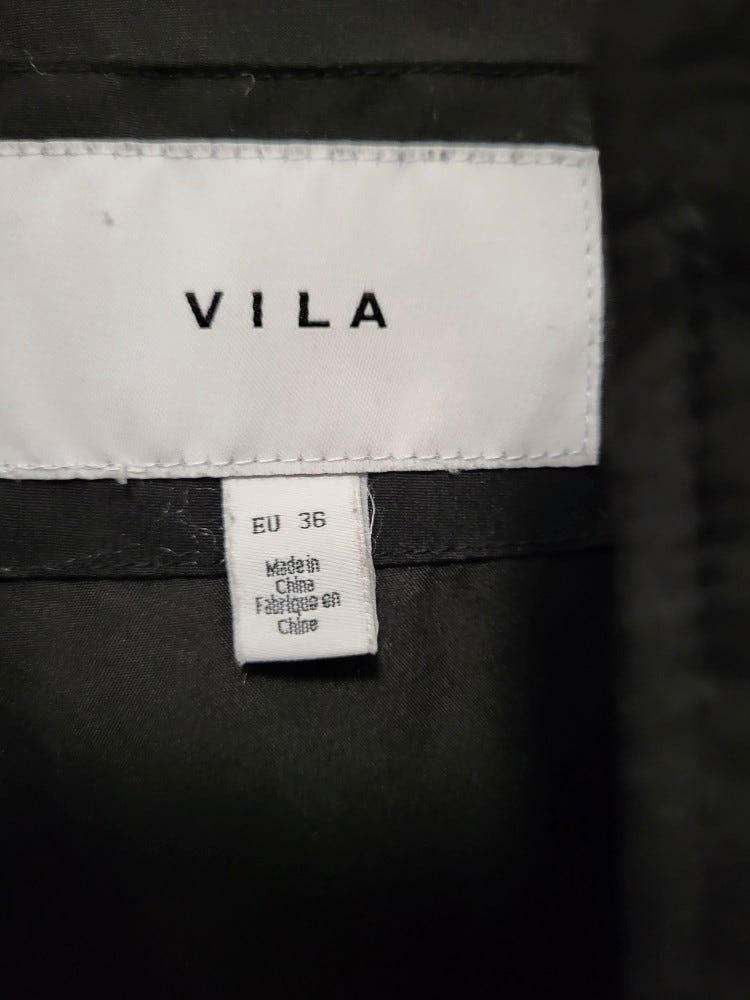 VILA
EU 36
Made in
China
Fabriqué en
Chine